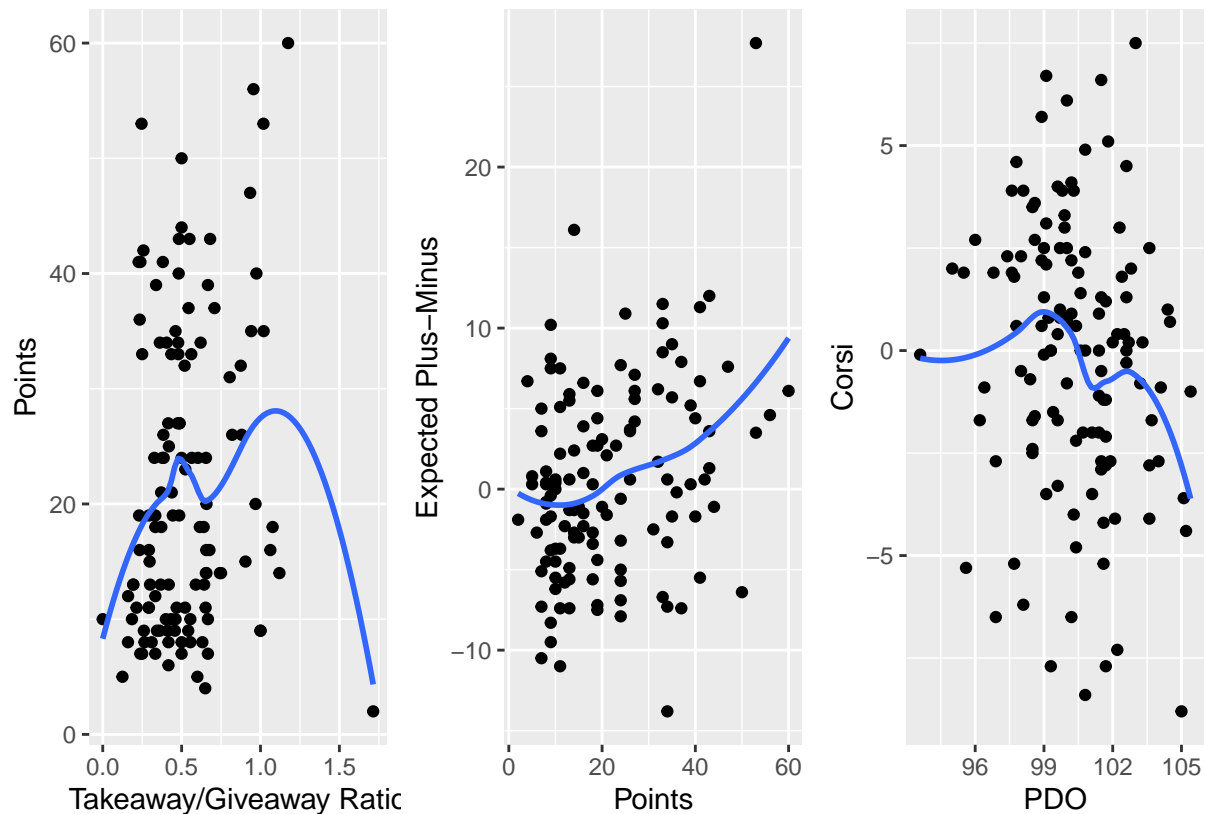 60
40
20
0
Points
0.0 0.5 1.0 1.5
Takeaway/Giveaway Ratio
20
10
0
−10
Expected Plus−Minus
0 20 40 60
Points
5
0
−5
Corsi
96 99 102 105
PDO